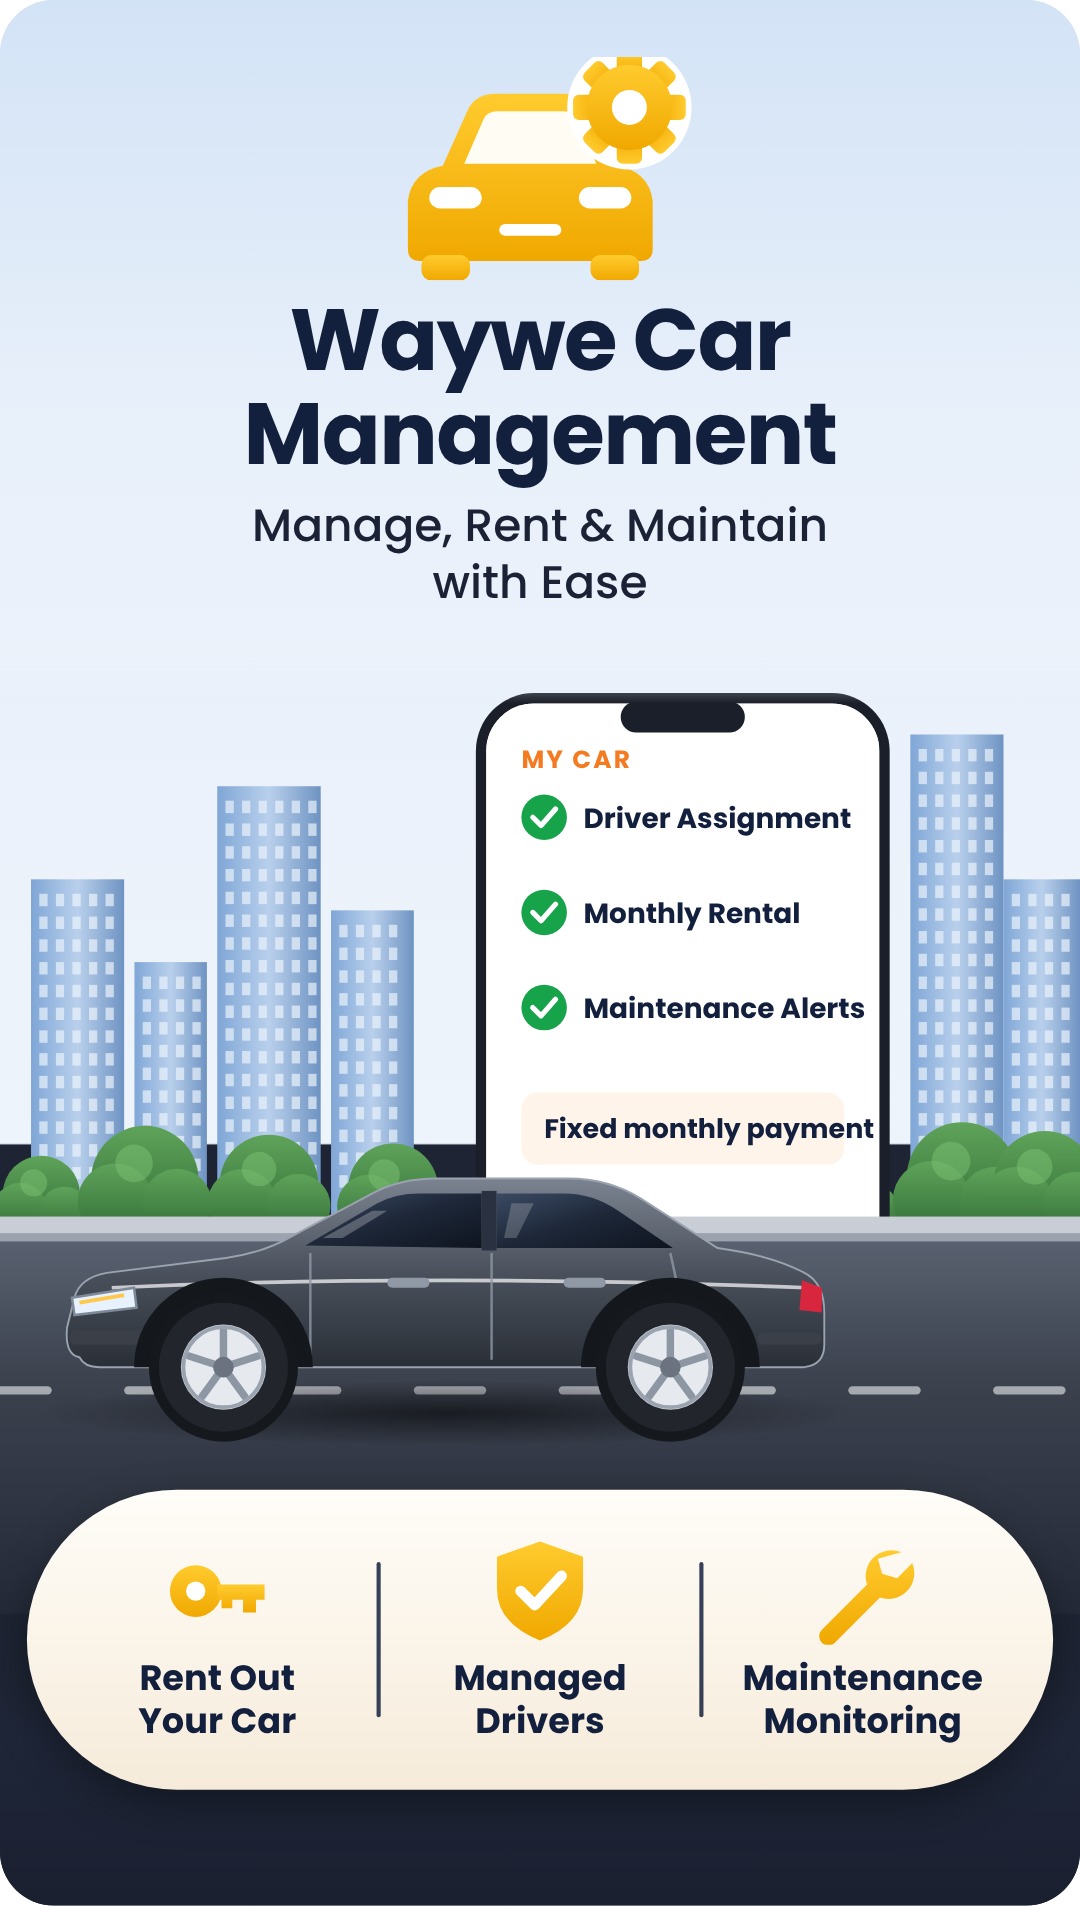 Waywe Car
Management
Manage, Rent & Maintain
with Ease
MY CAR
Driver Assignment
Monthly Rental
Maintenance Alerts
Fixed monthly payment
Rent Out
Your Car
Managed
Drivers
Maintenance
Monitoring